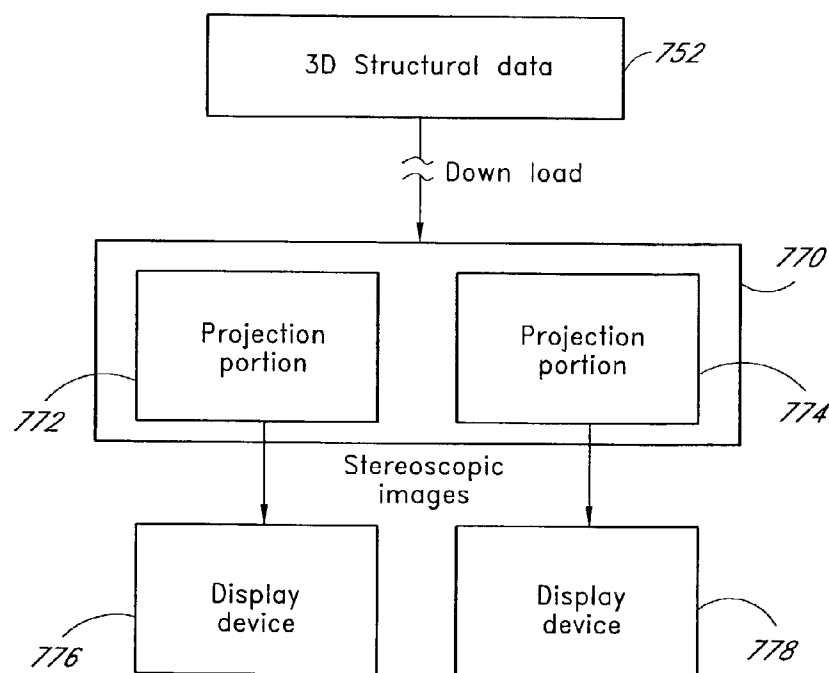 3D Structural data
752
Down load
770
Projection
portion
Projection
portion
772
774
Stereoscopic
images
Display
device
Display
device
776
778